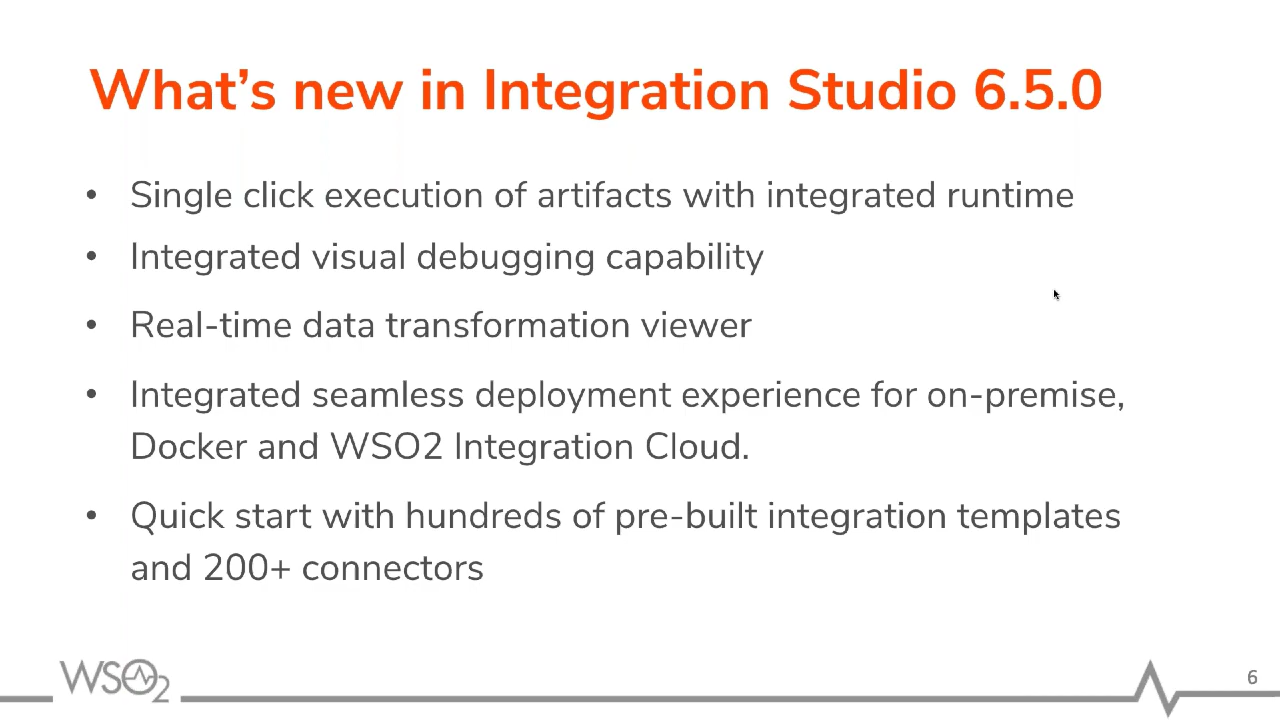 What’s new in Integration Studio 6.5.0
• Single click execution of artifacts with integrated runtime
• Integrated visual debugging capability
• Real-time data transformation viewer
• Integrated seamless deployment experience for on-premise,
Docker and WSO2 Integration Cloud.
• Quick start with hundreds of pre-built integration templates
and 200+ connectors
WSO2
6